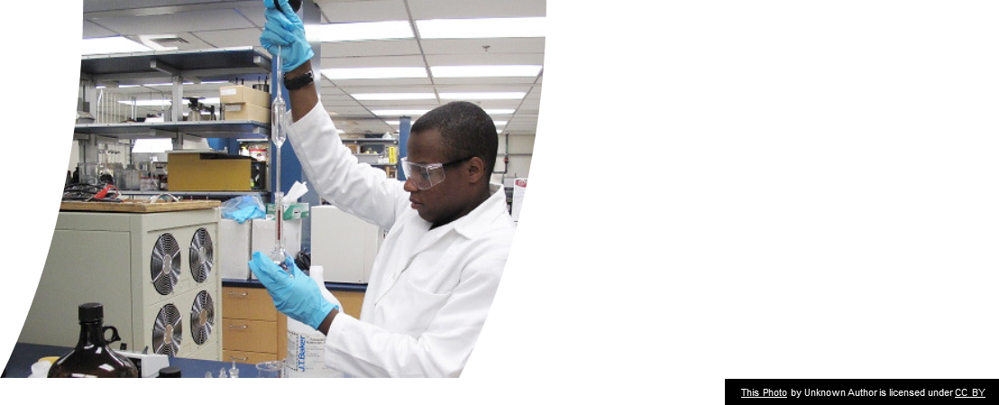 J.T.Baker
This Photo by Unknown Author is licensed under CC BY